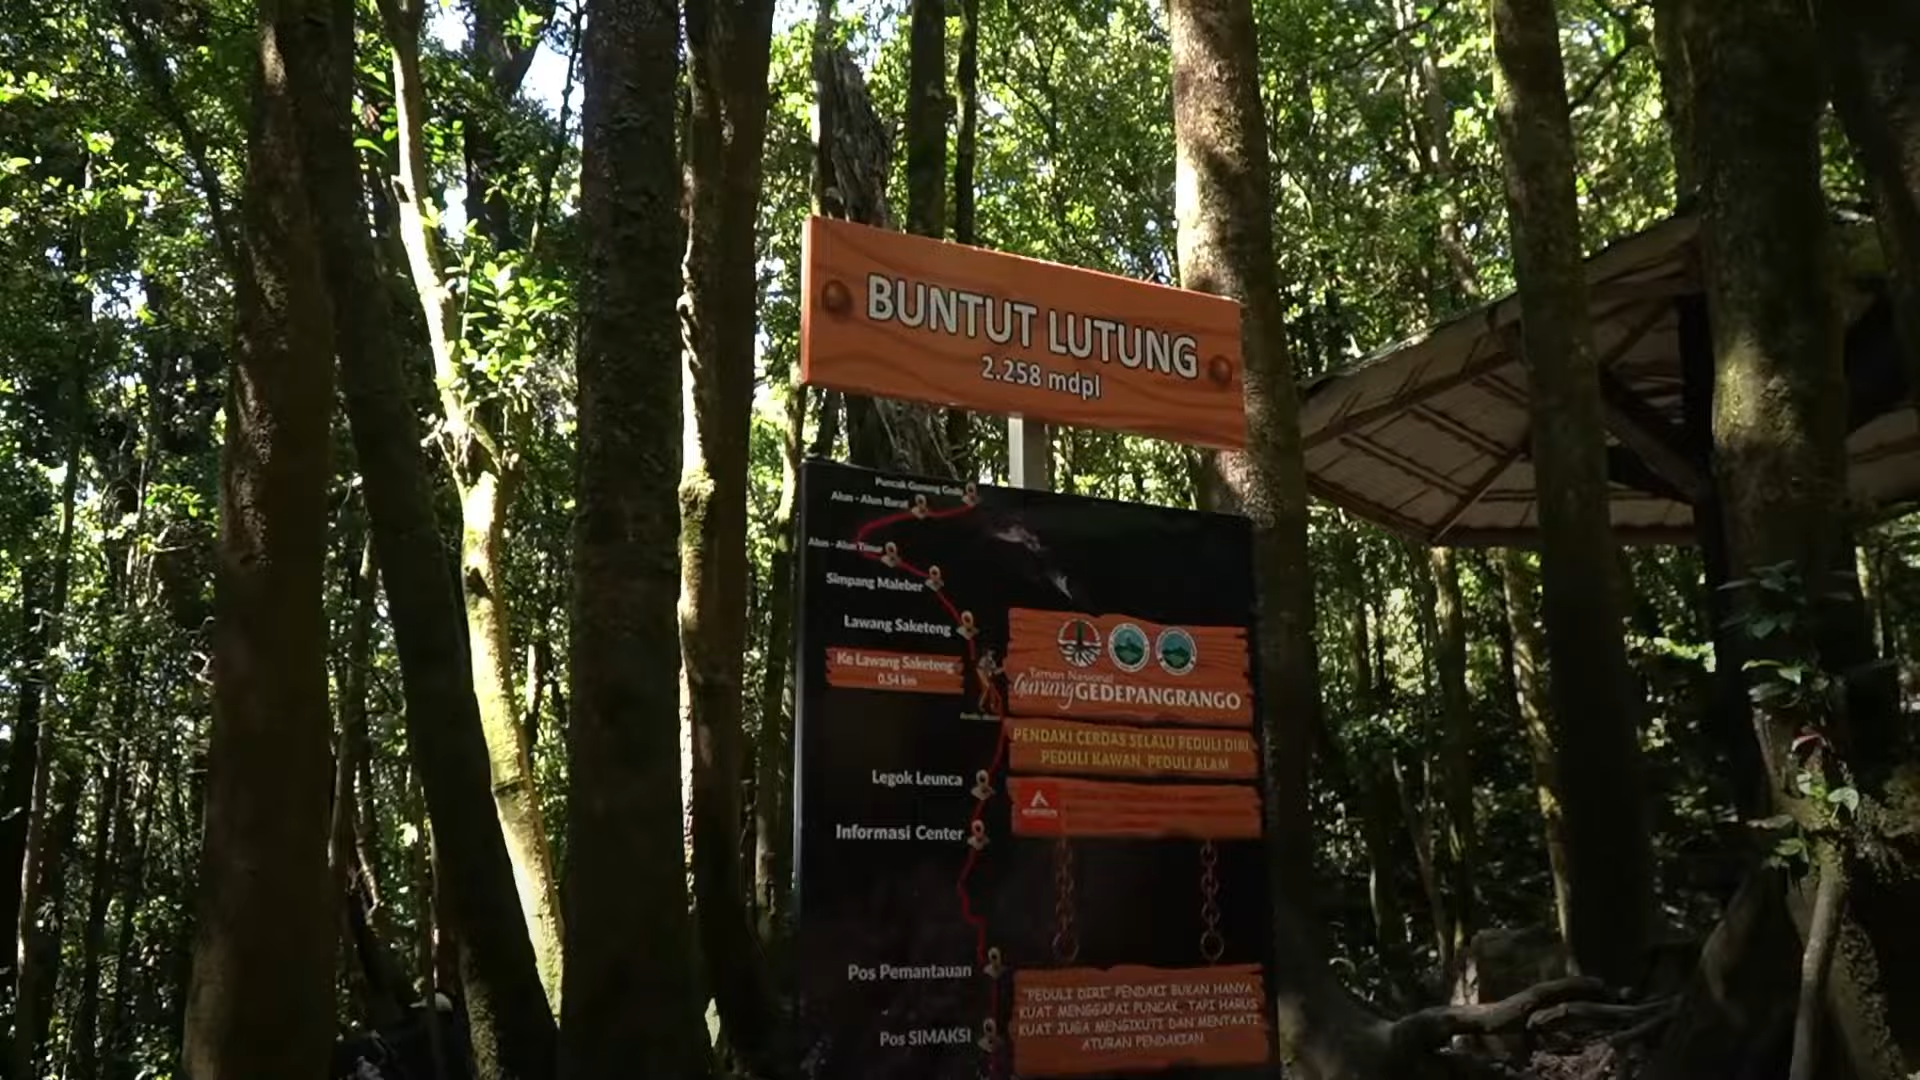 BUNTUT LUTUNG
2.258 mdpl
Puncak Gunung Gede
Alun - Alun Barat
Alun - Alun Timur
Simpang Maleber
Lawang Saketeng
Ke Lawang Saketeng
0.54 km
Legok Leunca
Informasi Center
Pos Pemantauan
Pos SIMAKSI
Taman Nasional
Gunung GEDEPANGRANGO
PENDAKI CERDAS SELALU PEDULI DIRI
PEDULI KAWAN, PEDULI ALAM
"PEDULI DIRI" PENDAKI BUKAN HANYA
KUAT MENGGAPAI PUNCAK, TAPI HARUS
KUAT JUGA MENGIKUTI DAN MENTAATI
ATURAN PENDAKIAN